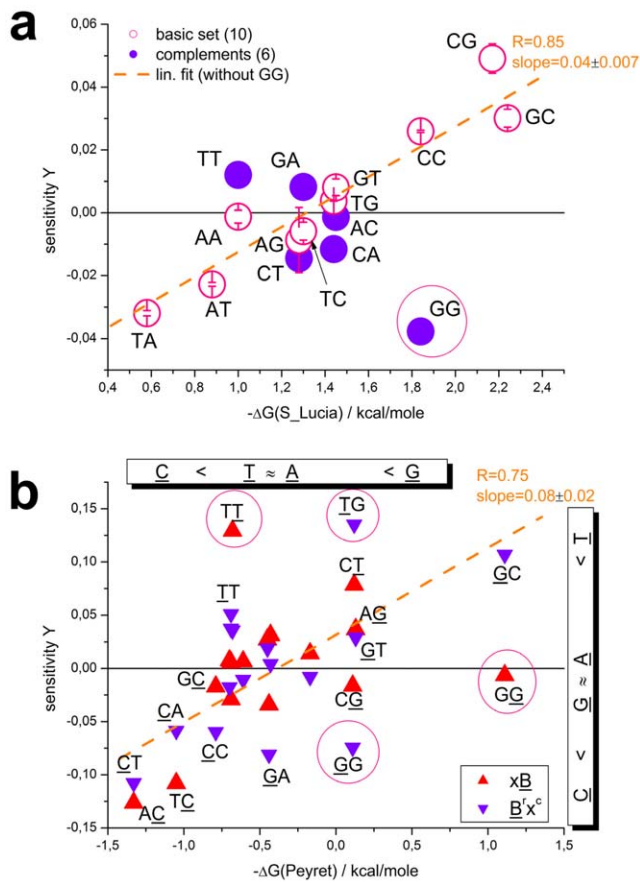 a
0,06
0,04
0,02
0,00
-0,02
-0,04
sensitivity Y
basic set (10)
complements (6)
lin. fit (without GG)
R=0.85
slope=0.04±0.007
CG
GC
CC
TT
GA
GT
TG
AA
AG
AC
CA
CT
TC
AT
TA
GG
0,4 0,6 0,8 1,0 1,2 1,4 1,6 1,8 2,0 2,2 2,4
-ΔG(S_Lucia) / kcal/mole
b
C < T ≈ A < G
R=0.75
slope=0.08±0.02
0,15
0,10
0,05
0,00
-0,05
-0,10
-0,15
sensitivity Y
TT
TG
GC
CT
TT
AG
GT
GC
CG
GG
CA
CC
GA
GG
CT
AC
TC
C < G ≈ A < T
xB
Bʳxᶜ
-1,5 -1,0 -0,5 0,0 0,5 1,0 1,5
-ΔG(Peyret) / kcal/mole